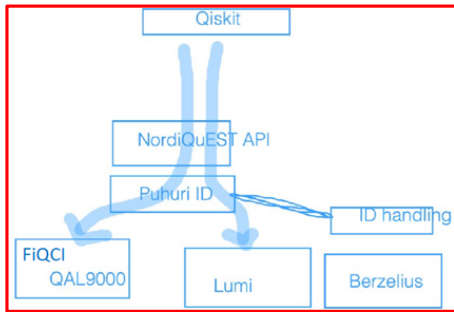 Qiskit
NordiQuEST API
Puhuri ID
ID handling
FiQCI
QAL9000
Lumi
Berzelius